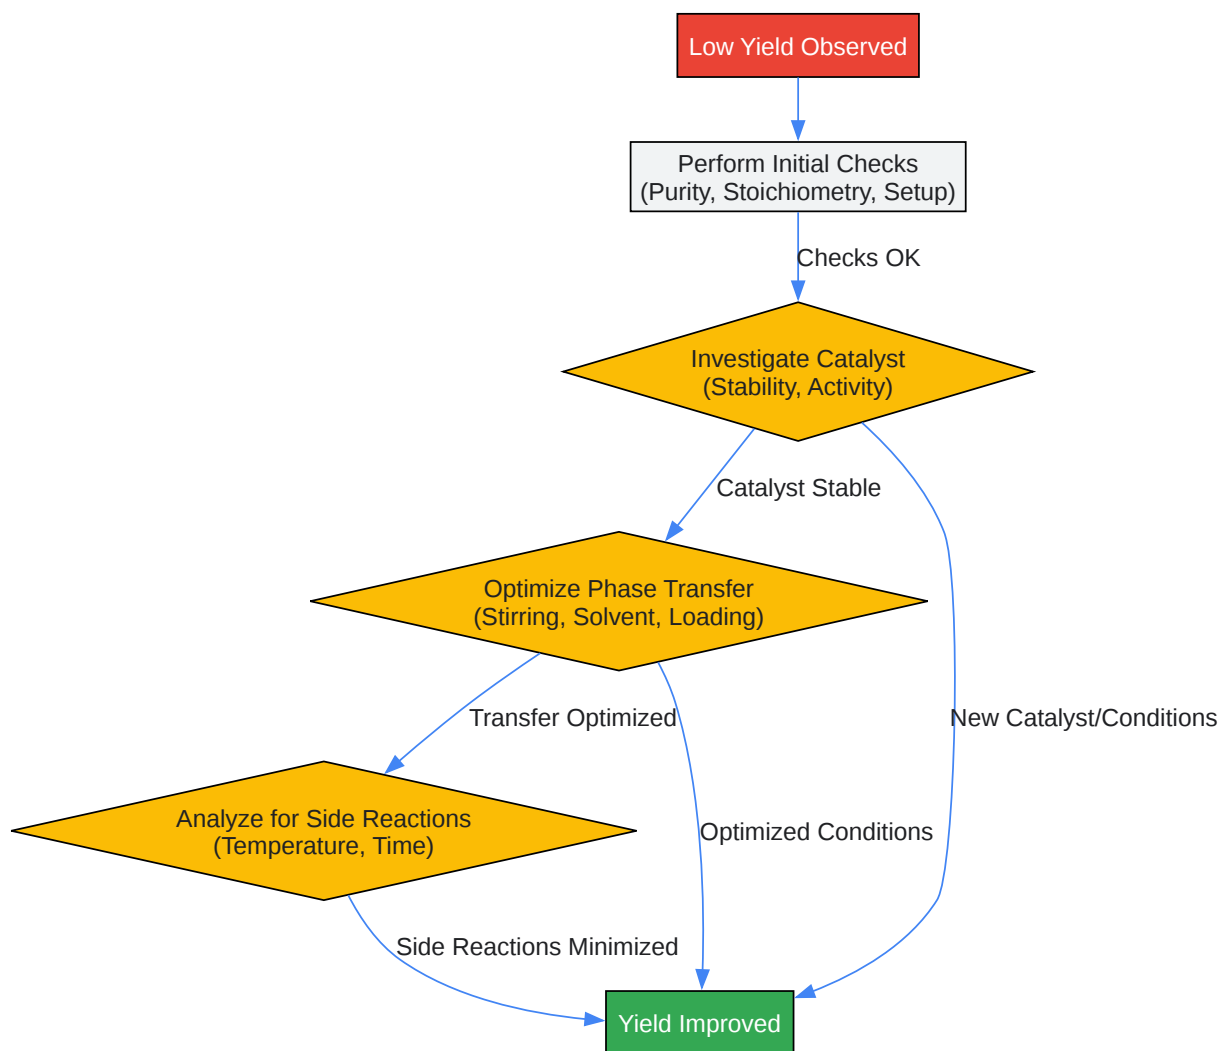 Low Yield Observed
Perform Initial Checks
(Purity, Stoichiometry, Setup)
Checks OK
Investigate Catalyst
(Stability, Activity)
Catalyst Stable
Optimize Phase Transfer
(Stirring, Solvent, Loading)
Transfer Optimized
New Catalyst/Conditions
Analyze for Side Reactions
(Temperature, Time)
Optimized Conditions
Side Reactions Minimized
Yield Improved